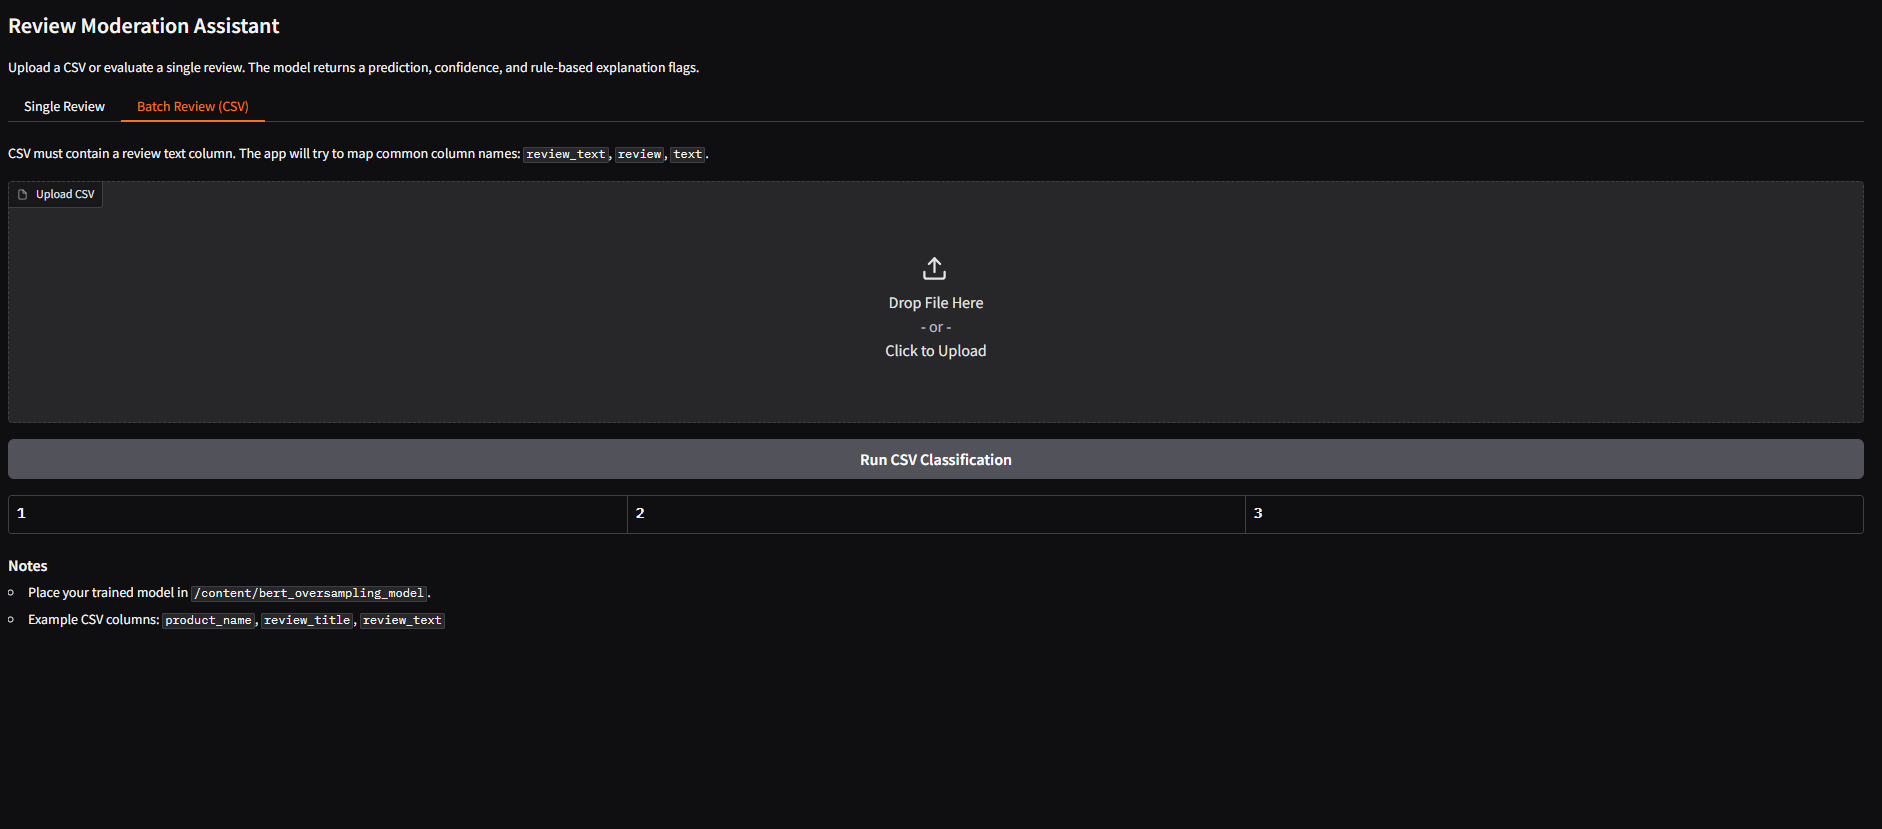 Review Moderation Assistant
Upload a CSV or evaluate a single review. The model returns a prediction, confidence, and rule-based explanation flags.
Single Review
Batch Review (CSV)
CSV must contain a review text column. The app will try to map common column names: review_text, review, text.
Upload CSV
Drop File Here
- or -
Click to Upload
Run CSV Classification
1 2 3
Notes
Place your trained model in /content/bert_oversampling_model.
Example CSV columns: product_name, review_title, review_text